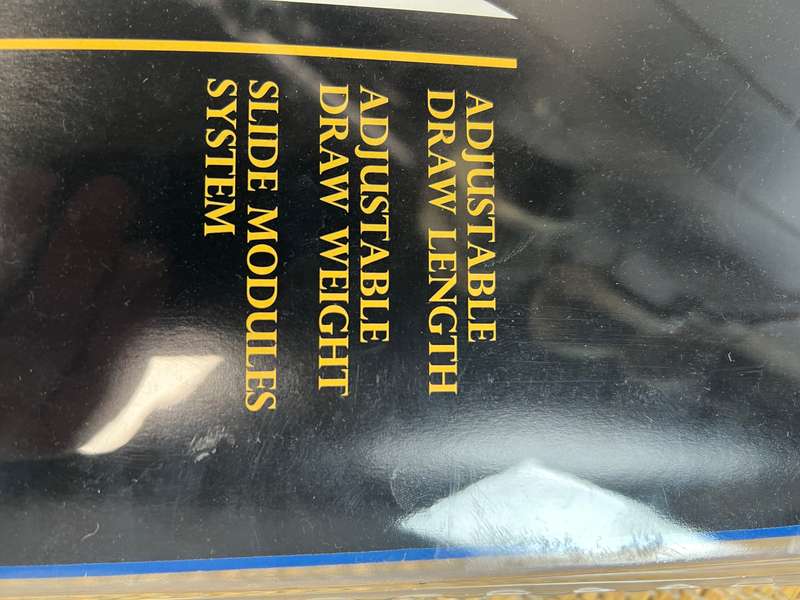 ADJUSTABLE
DRAW LENGTH
ADJUSTABLE
DRAW WEIGHT
SLIDE MODULES
SYSTEM